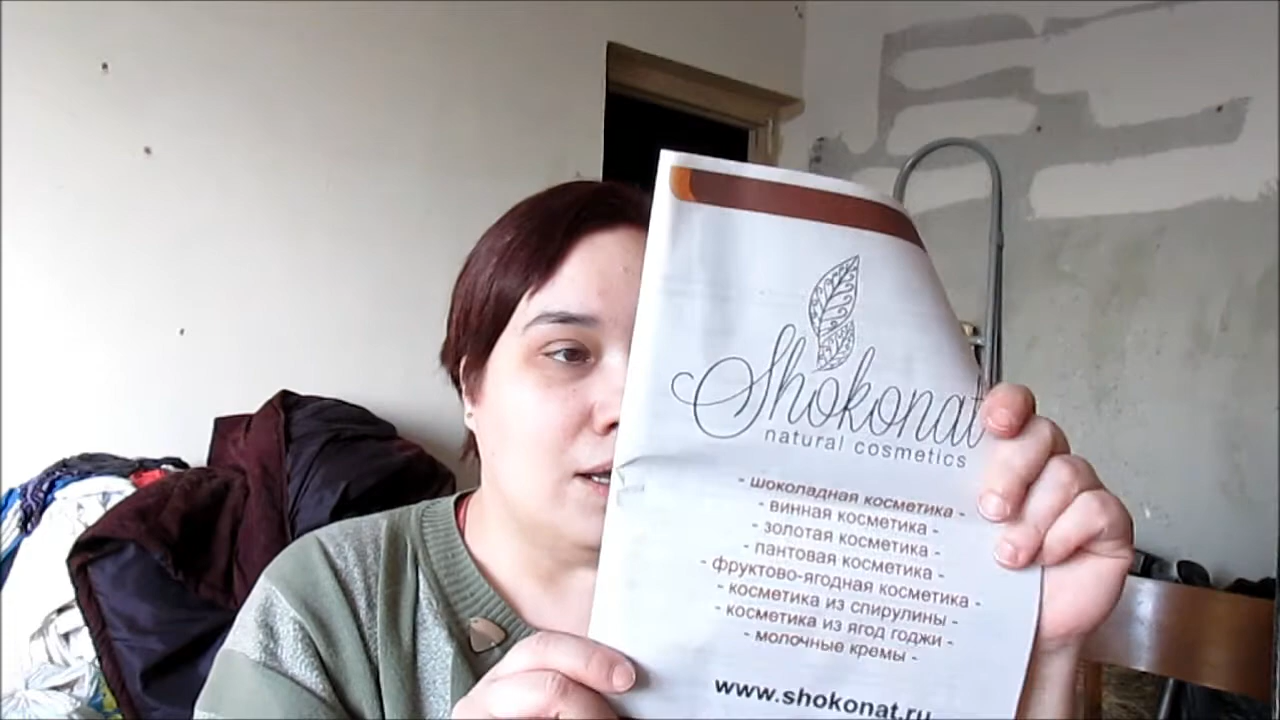 Shokonat
natural cosmetics
- шоколадная косметика -
- винная косметика -
- золотая косметика -
- пантовая косметика -
- фруктово-ягодная косметика -
- косметика из спирулины -
- косметика из ягод годжи -
- молочные кремы -
www.shokonat.ru